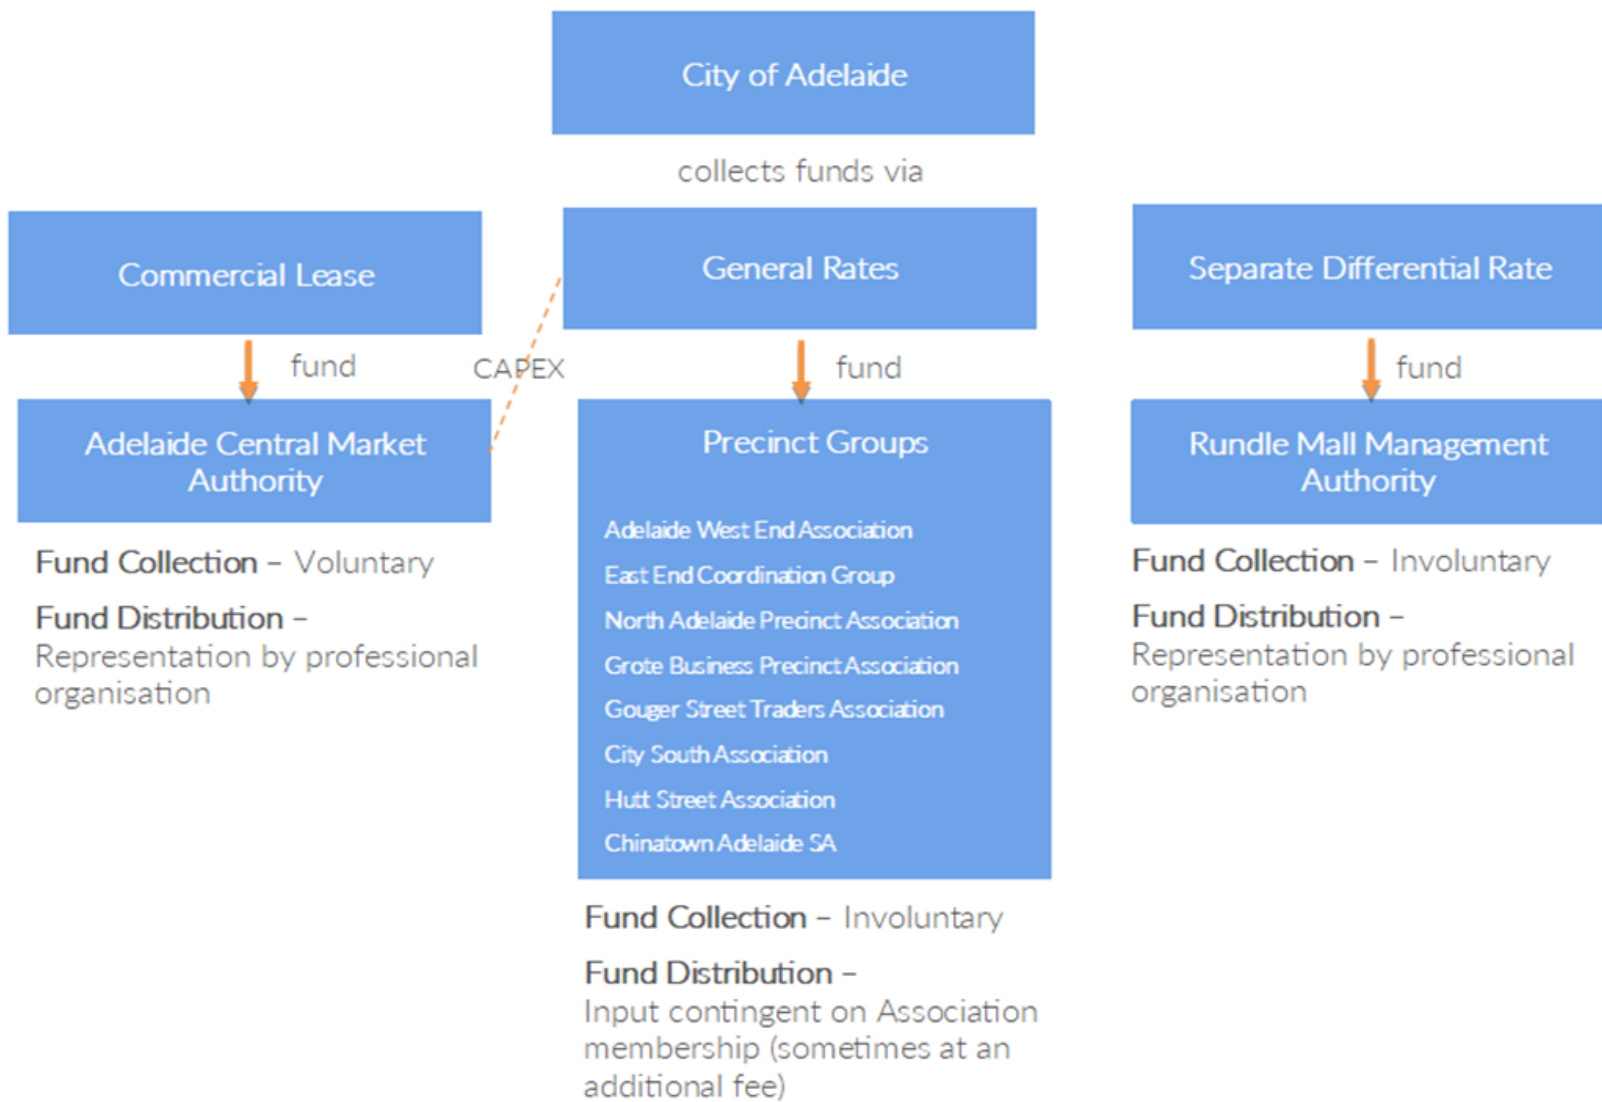 City of Adelaide
collects funds via
Commercial Lease
General Rates
Separate Differential Rate
fund
CAPEX
fund
fund
Adelaide Central Market
Authority
Fund Collection – Voluntary
Fund Distribution –
Representation by professional
organisation
Precinct Groups
Adelaide West End Association
East End Coordination Group
North Adelaide Precinct Association
Grote Business Precinct Association
Gouger Street Traders Association
City South Association
Hutt Street Association
Chinatown Adelaide SA
Fund Collection – Involuntary
Fund Distribution –
Input contingent on Association
membership (sometimes at an
additional fee)
Rundle Mall Management
Authority
Fund Collection – Involuntary
Fund Distribution –
Representation by professional
organisation